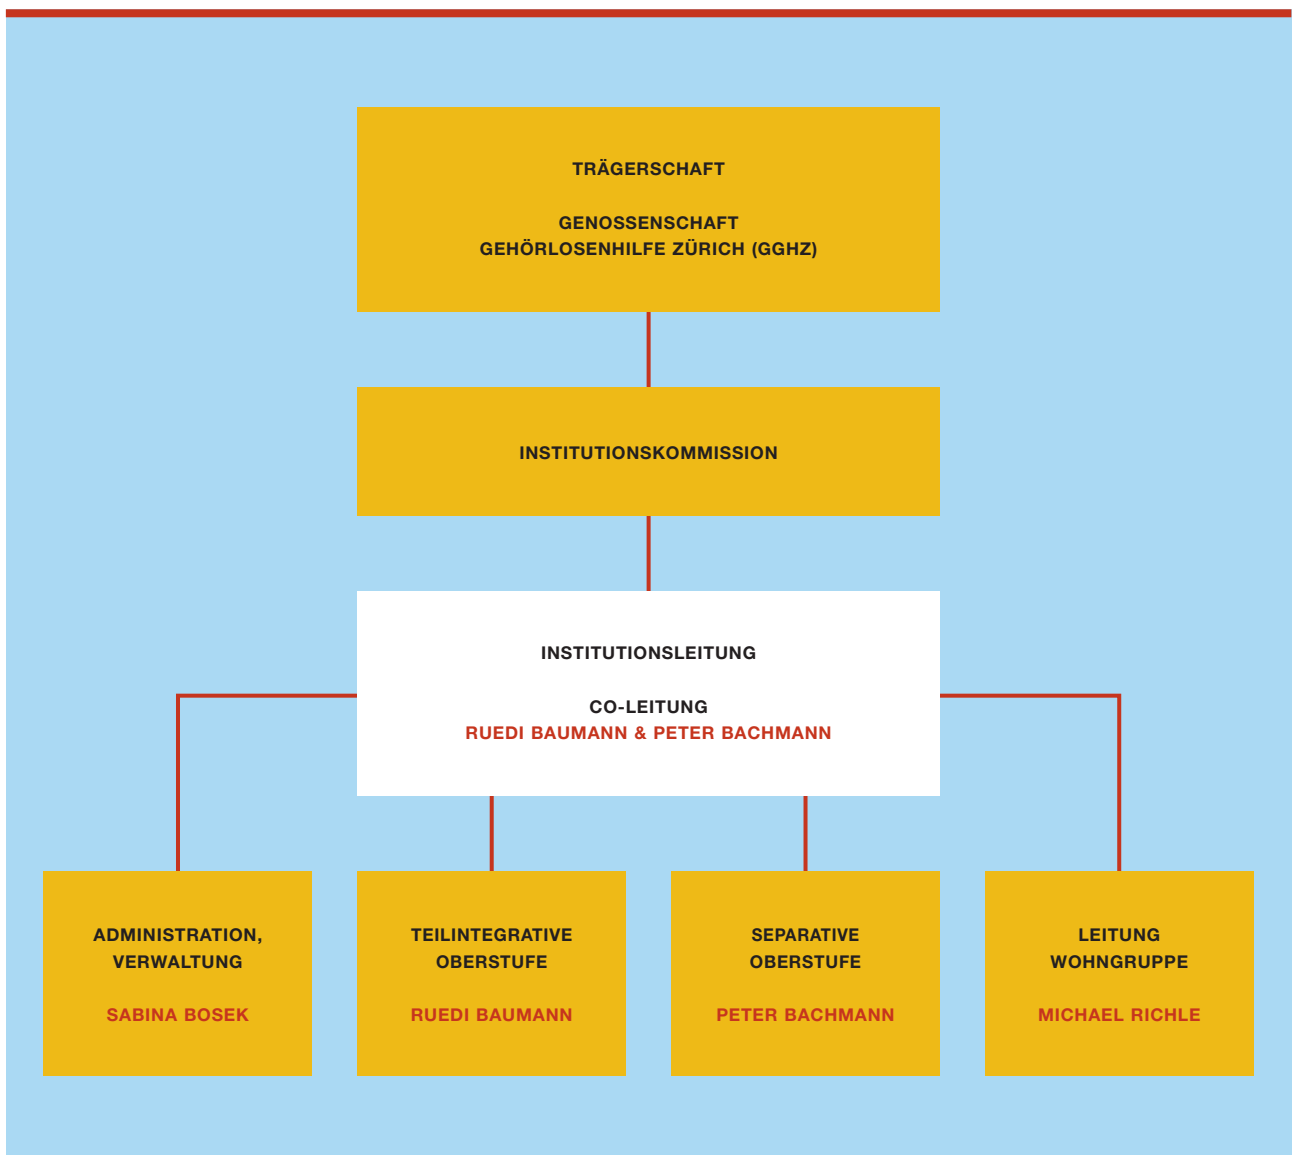 TRÄGERSCHAFT
GENOSSENSCHAFT
GEHÖRLOSENHILFE ZÜRICH (GGHZ)
INSTITUTIONSKOMMISSION
INSTITUTIONSLEITUNG
CO-LEITUNG
RUEDI BAUMANN & PETER BACHMANN
ADMINISTRATION,
VERWALTUNG
SABINA BOSEK
TEILINTEGRATIVE
OBERSTUFE
RUEDI BAUMANN
SEPARATIVE
OBERSTUFE
PETER BACHMANN
LEITUNG
WOHNGRUPPE
MICHAEL RICHLE